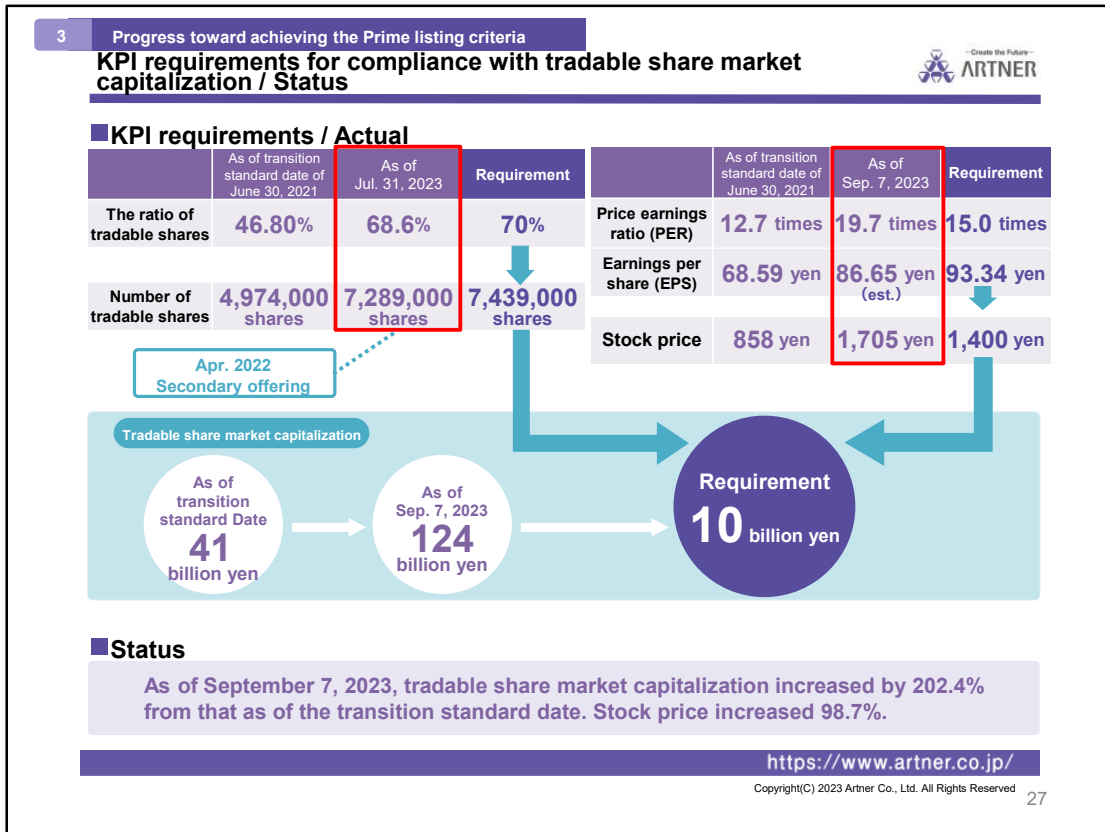 3
Progress toward achieving the Prime listing criteria
KPI requirements for compliance with tradable share market
capitalization / Status
−Create the Future−
ARTNER
KPI requirements / Actual
As of transition
standard date of
June 30, 2021
As of
Jul. 31, 2023
Requirement
The ratio of
tradable shares
46.80%
68.6%
70%
Number of
tradable shares
4,974,000
shares
7,289,000
shares
7,439,000
shares
Apr. 2022
Secondary offering
As of transition
standard date of
June 30, 2021
As of
Sep. 7, 2023
Requirement
Price earnings
ratio (PER)
12.7 times
19.7 times
15.0 times
Earnings per
share (EPS)
68.59 yen
86.65 yen
(est.)
93.34 yen
Stock price
858 yen
1,705 yen
1,400 yen
Tradable share market capitalization
As of
transition
standard Date
41
billion yen
As of
Sep. 7, 2023
124
billion yen
Requirement
10 billion yen
Status
As of September 7, 2023, tradable share market capitalization increased by 202.4%
from that as of the transition standard date. Stock price increased 98.7%.
https://www.artner.co.jp/
Copyright(C) 2023 Artner Co., Ltd. All Rights Reserved
27